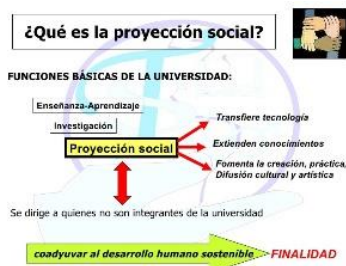 ¿Qué es la proyección social?
FUNCIONES BÁSICAS DE LA UNIVERSIDAD:
Enseñanza-Aprendizaje
Investigación
Proyección social
Transfiere tecnología
Extienden conocimientos
Fomenta la creación, práctica,
Difusión cultural y artística
Se dirige a quienes no son integrantes de la universidad
coadyuvar al desarrollo humano sostenible
FINALIDAD